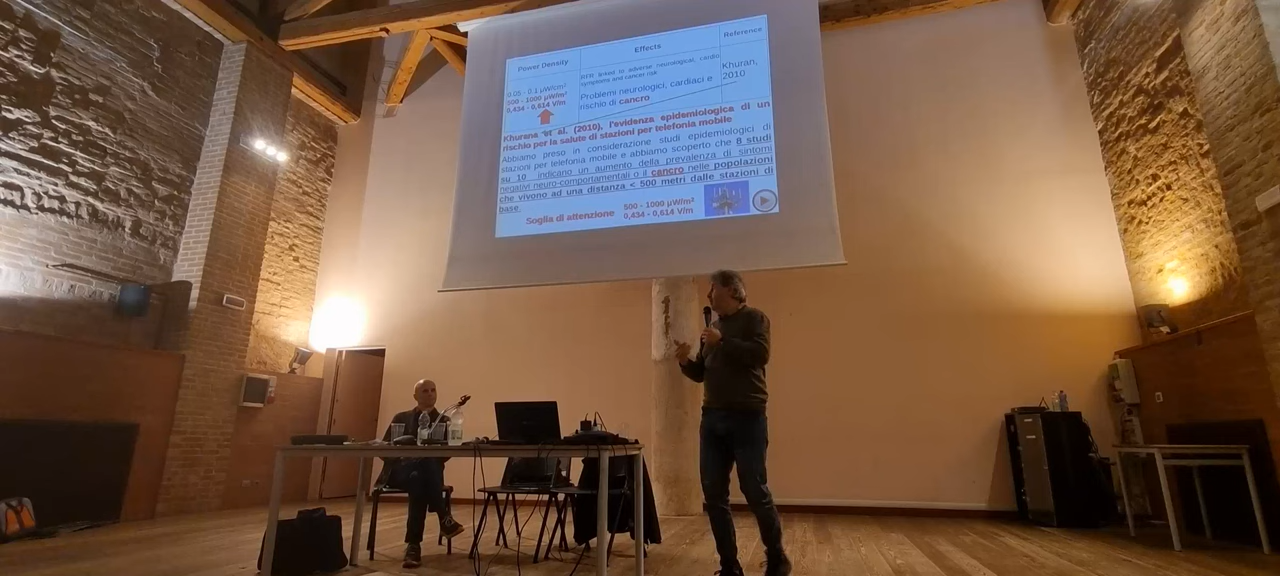 Power Density
Effects
Reference
0.05 - 0.1 µW/cm²
500 - 1000 µW/m²
0,434 - 0,614 V/m
RFR linked to adverse neurological, cardio
symptoms and cancer risk
Problemi neurologici, cardiaci e
rischio di cancro
Khuran,
2010
Khurana et al. (2010), l'evidenza epidemiologica di un
rischio per la salute di stazioni per telefonia mobile
Abbiamo preso in considerazione studi epidemiologici di
stazioni per telefonia mobile e abbiamo scoperto che 8 studi
su 10 indicano un aumento della prevalenza di sintomi
negativi neuro-comportamentali o il cancro nelle popolazioni
che vivono ad una distanza < 500 metri dalle stazioni di
base.
Soglia di attenzione
500 - 1000 µW/m²
0,434 - 0,614 V/m